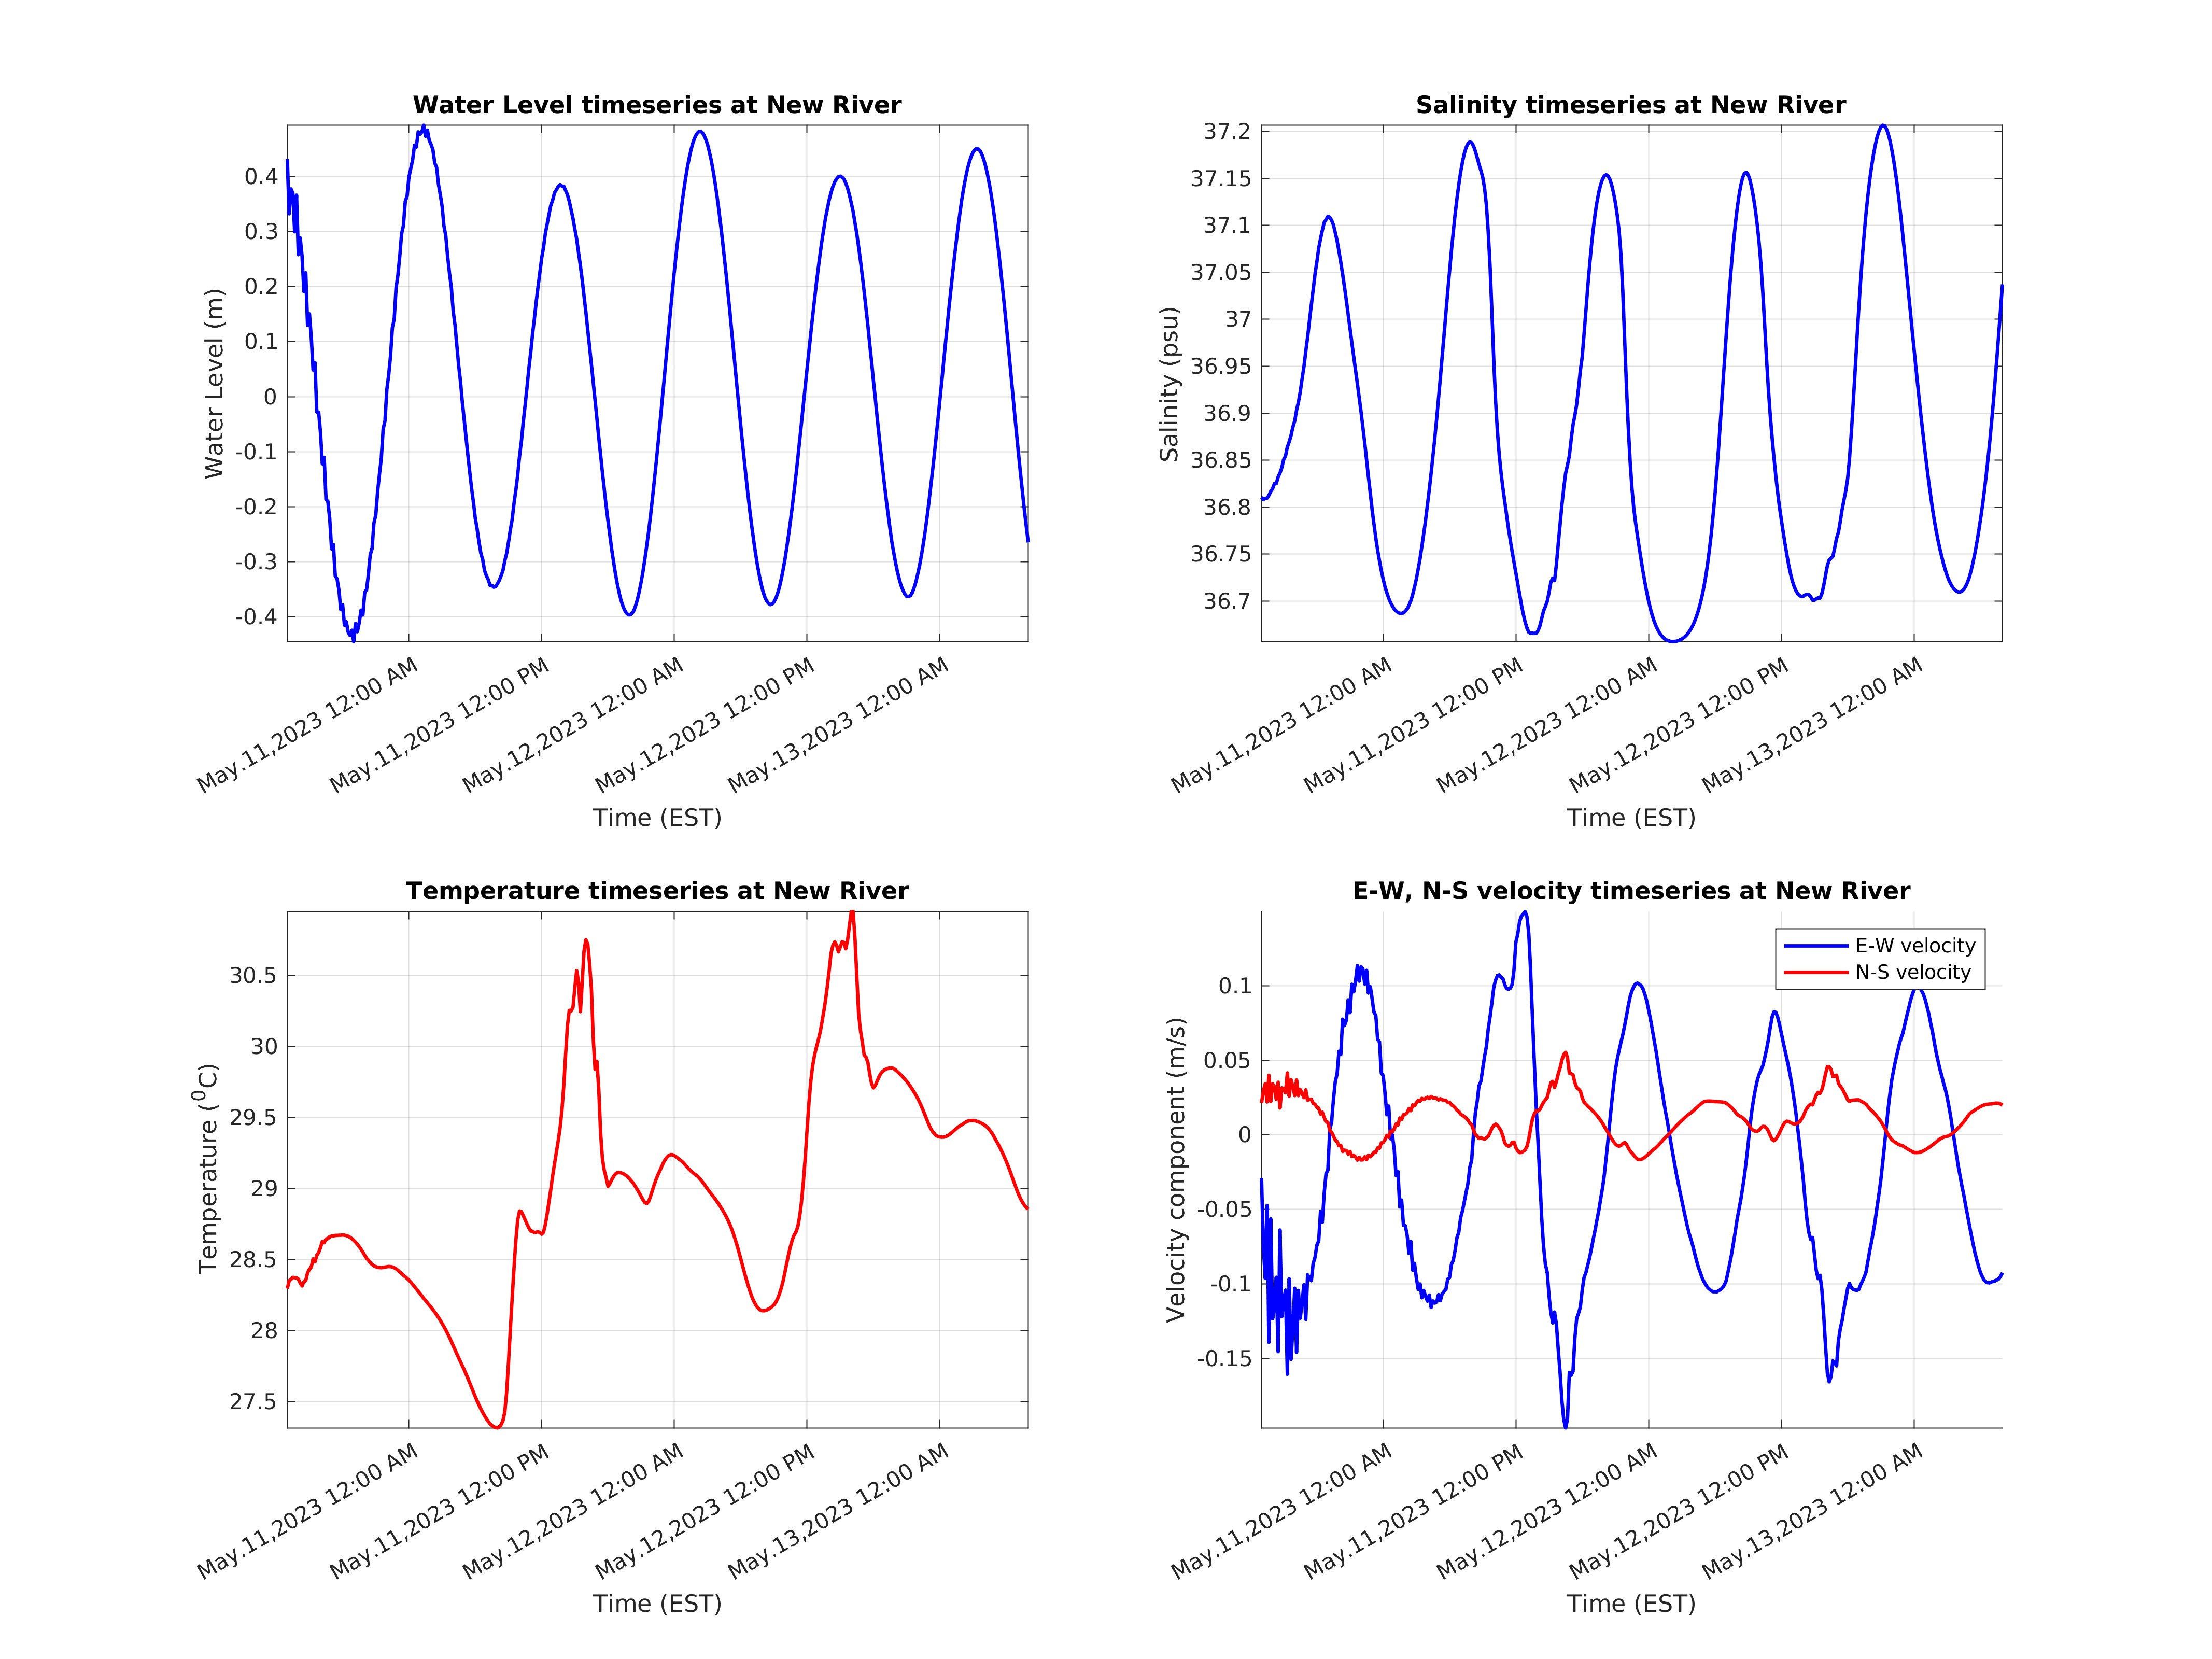 Water Level timeseries at New River
Water Level (m)
0.4
0.3
0.2
0.1
0
-0.1
-0.2
-0.3
-0.4
May.11,2023 12:00 AM
May.11,2023 12:00 PM
May.12,2023 12:00 AM
May.12,2023 12:00 PM
May.13,2023 12:00 AM
Time (EST)
Salinity timeseries at New River
Salinity (psu)
37.2
37.15
37.1
37.05
37
36.95
36.9
36.85
36.8
36.75
36.7
May.11,2023 12:00 AM
May.11,2023 12:00 PM
May.12,2023 12:00 AM
May.12,2023 12:00 PM
May.13,2023 12:00 AM
Time (EST)
Temperature timeseries at New River
Temperature (⁰C)
30.5
30
29.5
29
28.5
28
27.5
May.11,2023 12:00 AM
May.11,2023 12:00 PM
May.12,2023 12:00 AM
May.12,2023 12:00 PM
May.13,2023 12:00 AM
Time (EST)
E-W, N-S velocity timeseries at New River
Velocity component (m/s)
0.1
0.05
0
-0.05
-0.1
-0.15
E-W velocity
N-S velocity
May.11,2023 12:00 AM
May.11,2023 12:00 PM
May.12,2023 12:00 AM
May.12,2023 12:00 PM
May.13,2023 12:00 AM
Time (EST)